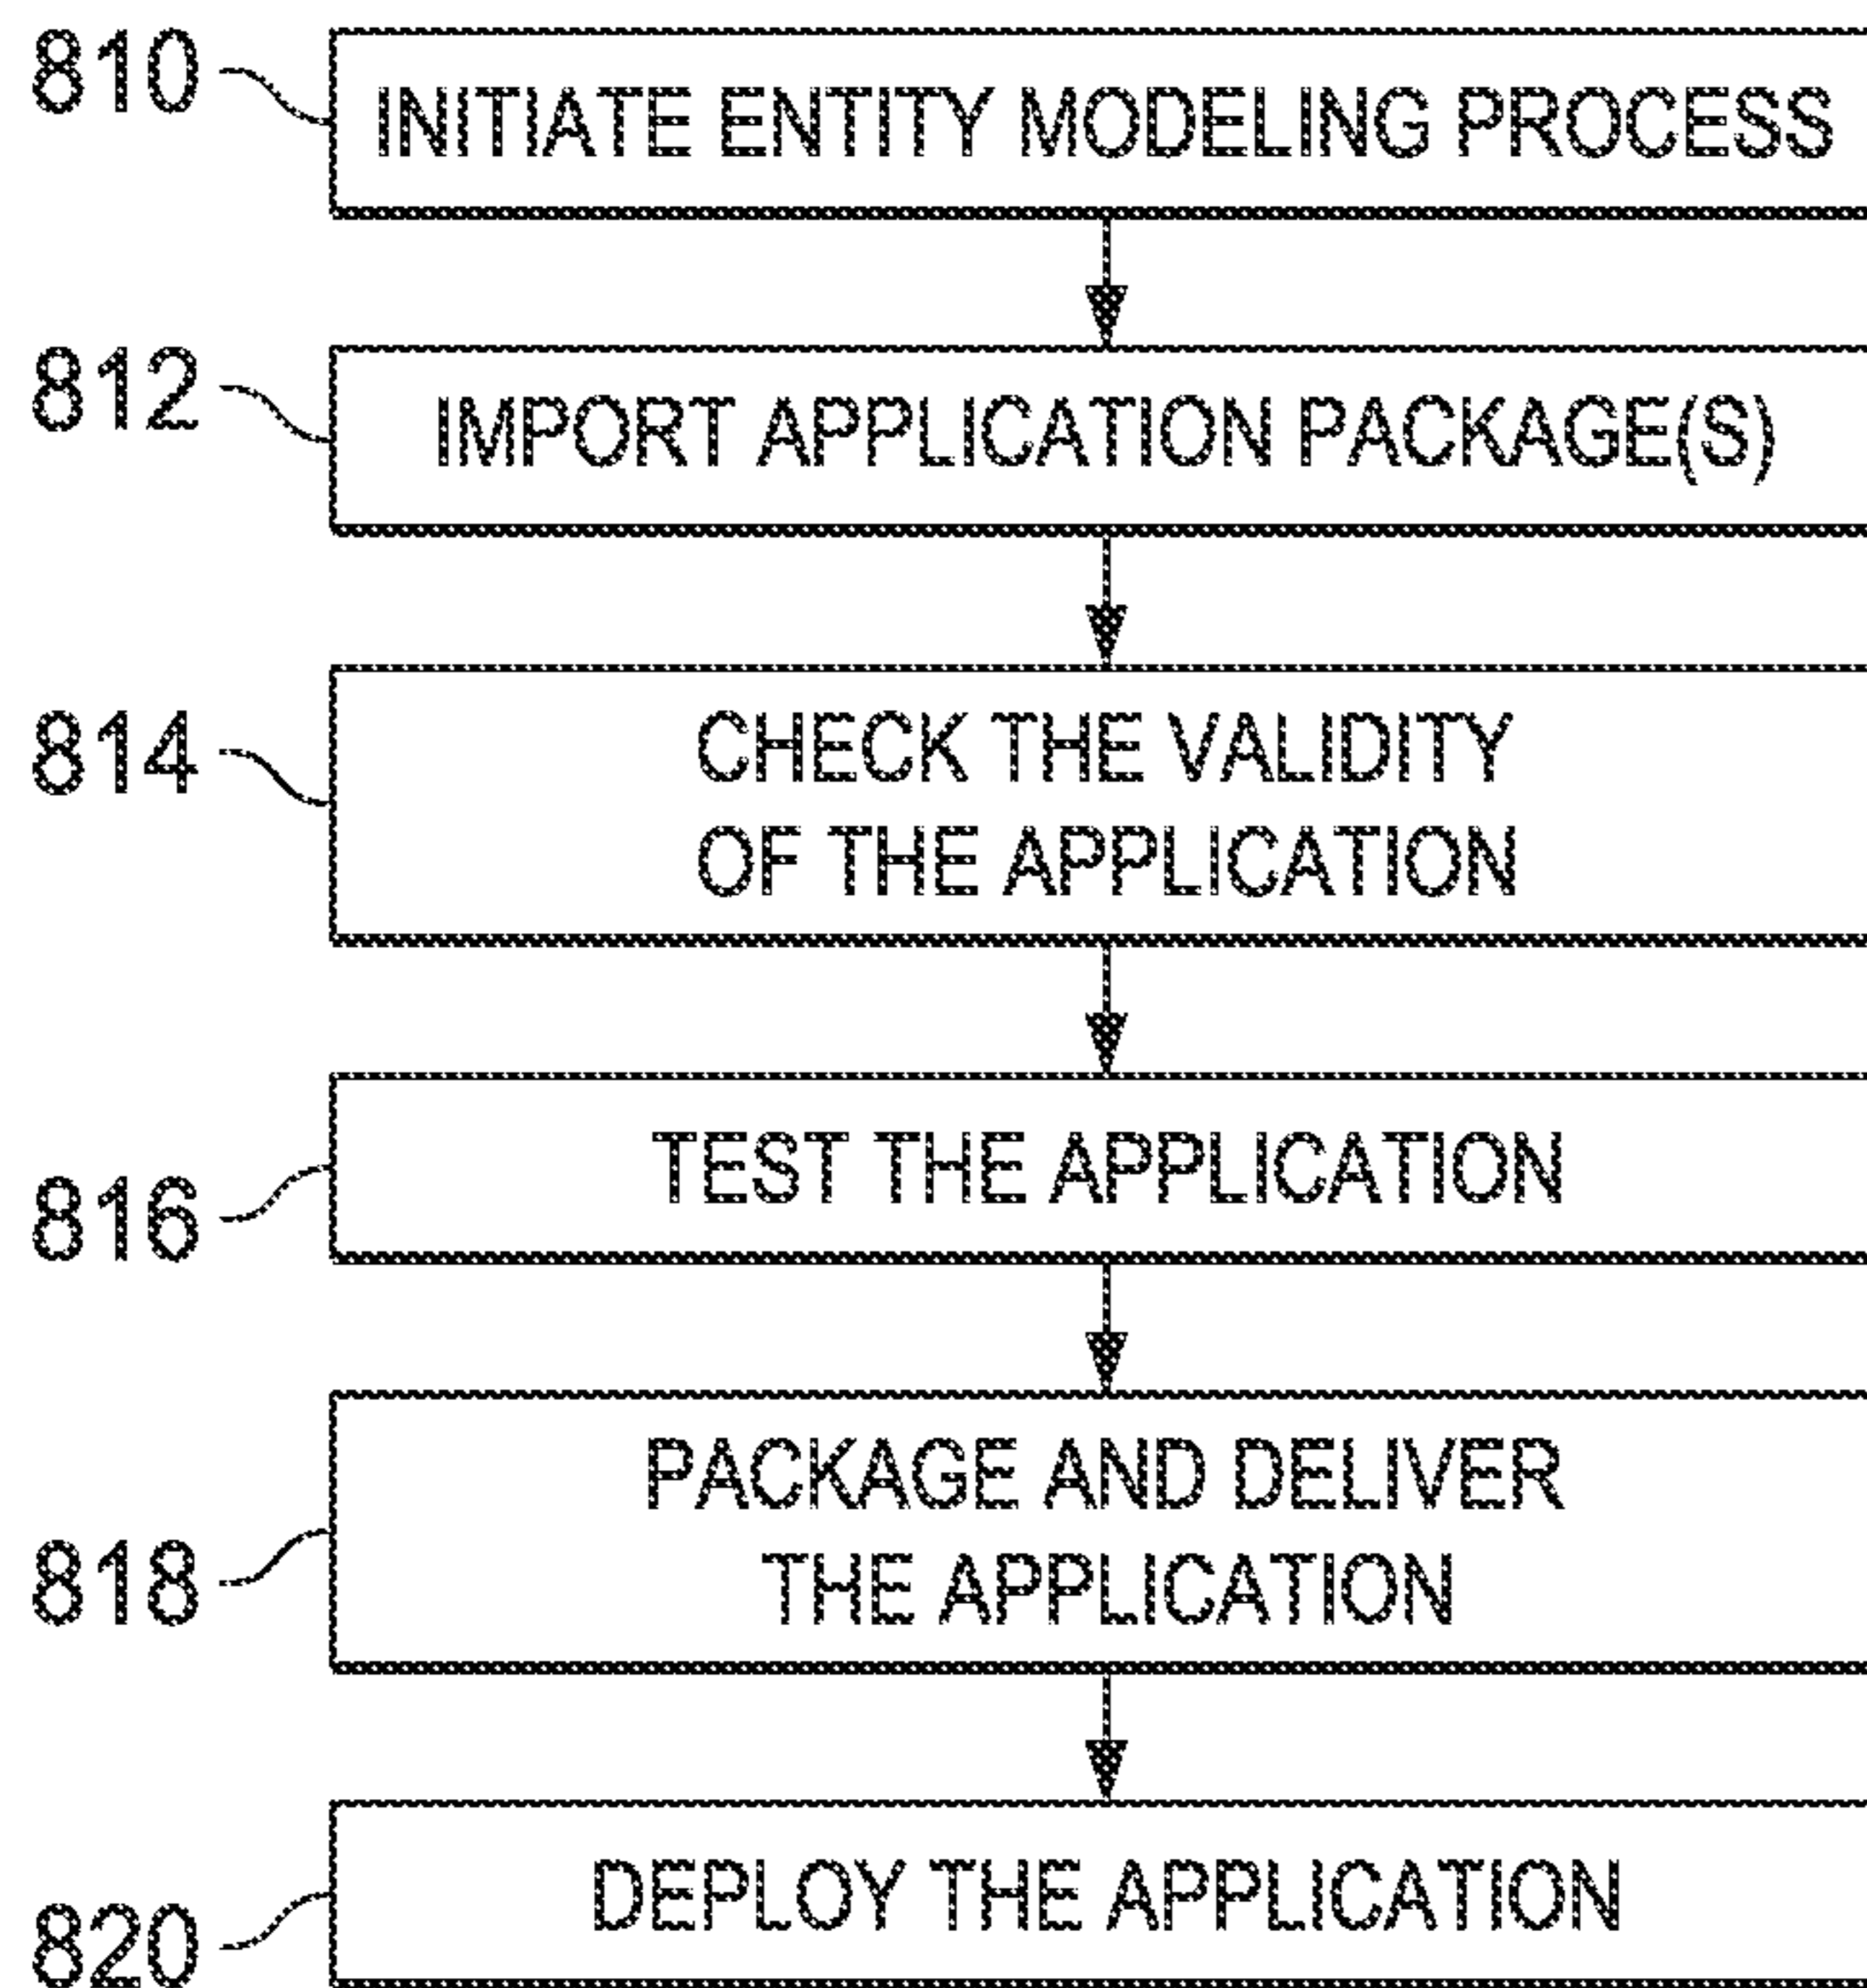 810
INITIATE ENTITY MODELING PROCESS
812
IMPORT APPLICATION PACKAGE(S)
814
CHECK THE VALIDITY
OF THE APPLICATION
816
TEST THE APPLICATION
818
PACKAGE AND DELIVER
THE APPLICATION
820
DEPLOY THE APPLICATION